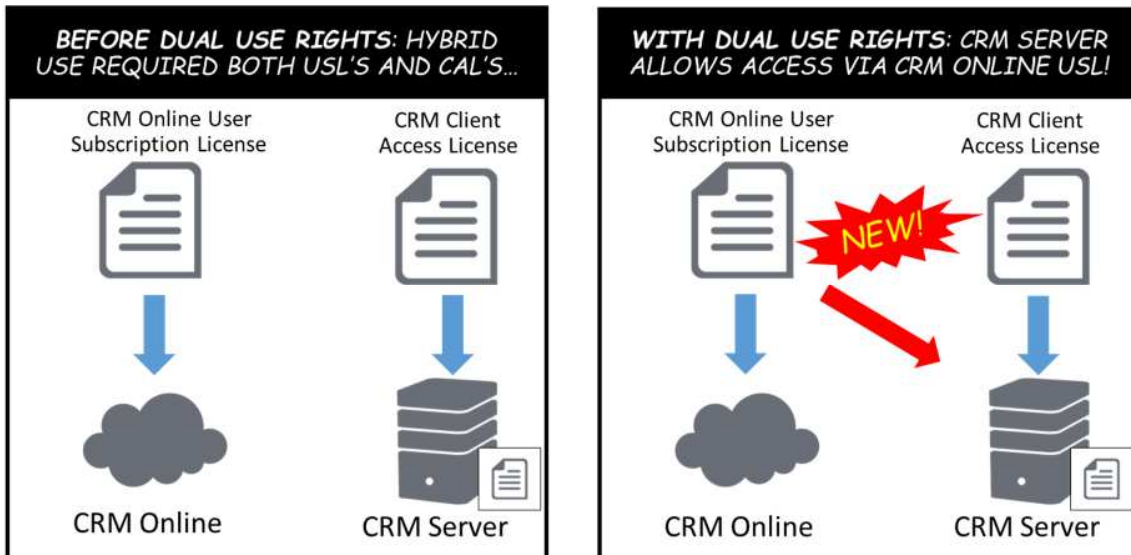 BEFORE DUAL USE RIGHTS: HYBRID
USE REQUIRED BOTH USL'S AND CAL'S...
CRM Online User
Subscription License
CRM Client
Access License
CRM Online
CRM Server
WITH DUAL USE RIGHTS: CRM SERVER
ALLOWS ACCESS VIA CRM ONLINE USL!
CRM Online User
Subscription License
CRM Client
Access License
NEW!
CRM Online
CRM Server